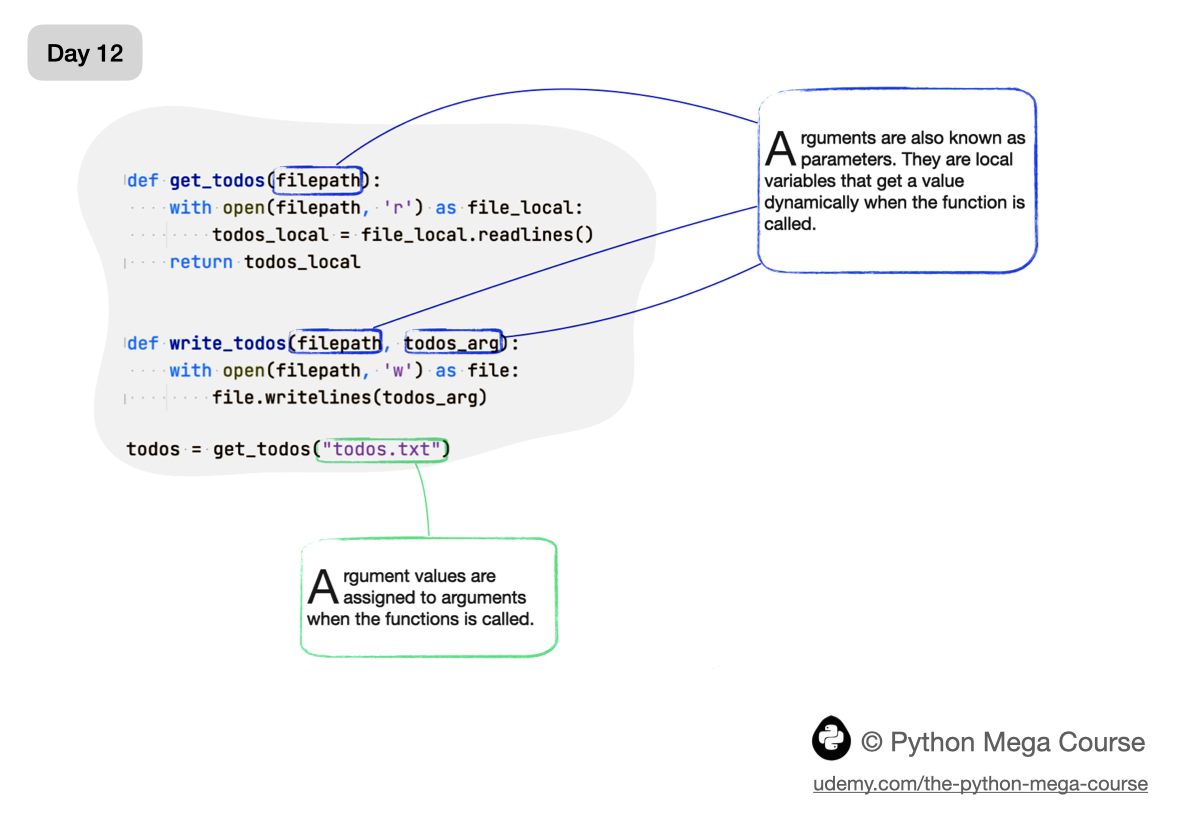 Day 12
def get_todos(filepath):
    with open(filepath, 'r') as file_local:
        todos_local = file_local.readlines()
    return todos_local
def write_todos(filepath, todos_arg):
    with open(filepath, 'w') as file:
        file.writelines(todos_arg)
todos = get_todos("todos.txt")
Arguments are also known as
parameters. They are local
variables that get a value
dynamically when the function is
called.
Argument values are
assigned to arguments
when the functions is called.
© Python Mega Course
udemy.com/the-python-mega-course